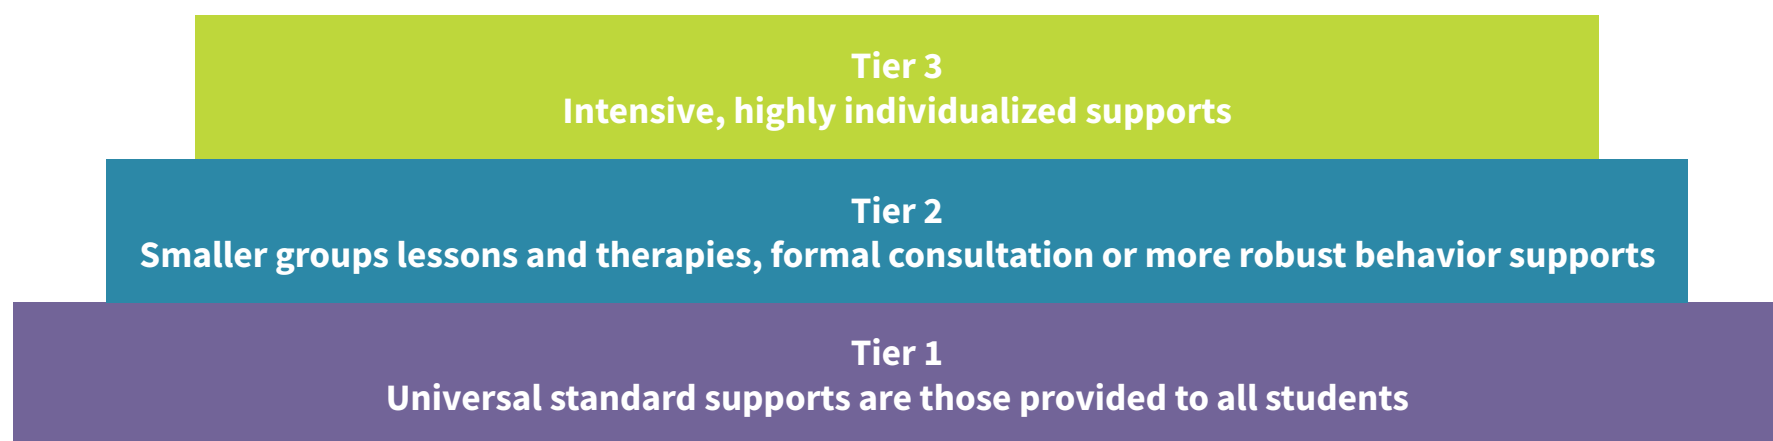 Tier 3
Intensive, highly individualized supports
Tier 2
Smaller groups lessons and therapies, formal consultation or more robust behavior supports
Tier 1
Universal standard supports are those provided to all students